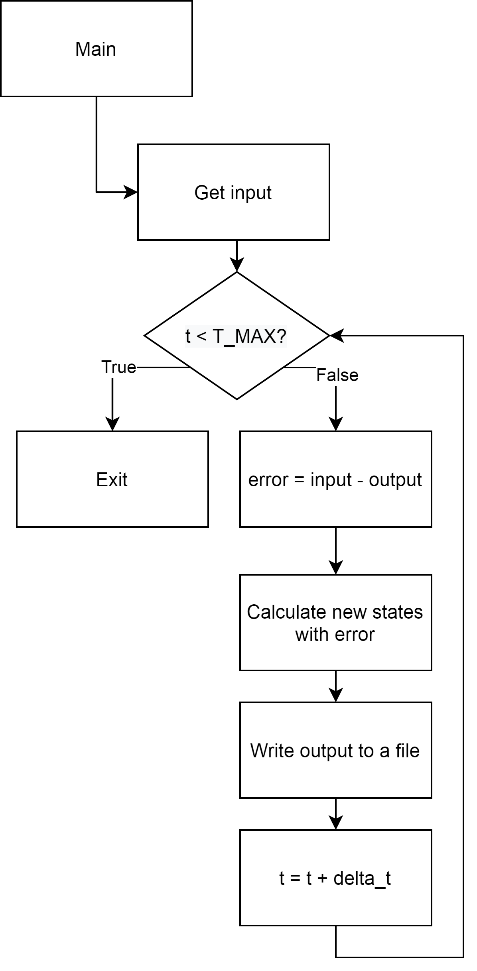 Main
Get input
t < T_MAX?
True
False
Exit
error = input - output
Calculate new states
with error
Write output to a file
t = t + delta_t